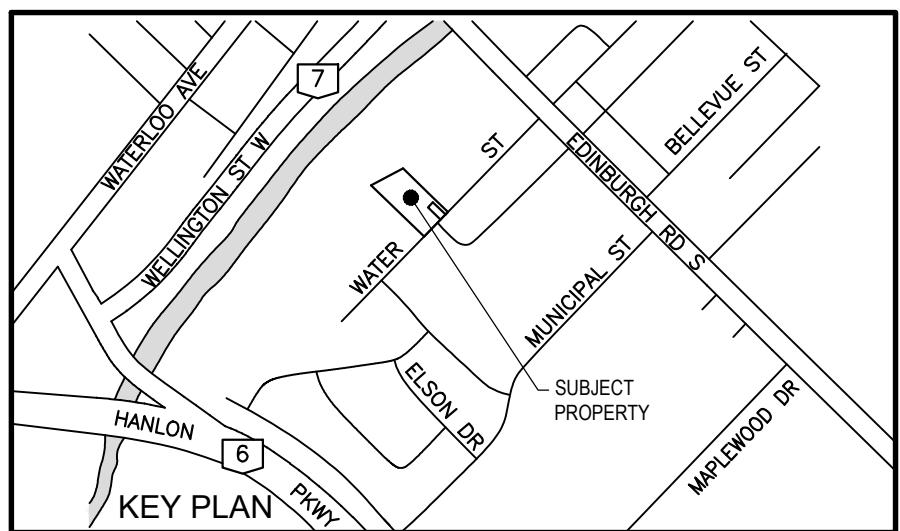 WATERLOO AVE
7
WELLINGTON ST W
BELLEVUE ST
EDINBURGH RD S
WATER ST
MUNICIPAL ST
ELSON DR
SUBJECT
PROPERTY
MAPLEWOOD DR
HANLON PKWY
6
KEY PLAN